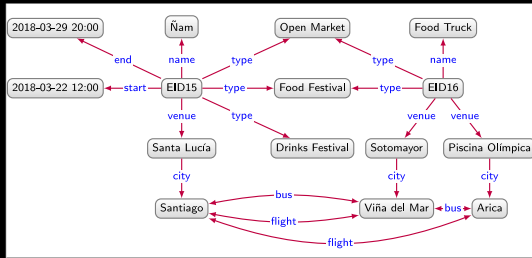 2018-03-29 20:00
Ñam
Open Market
Food Truck
end
name
type
type
name
2018-03-22 12:00
start
EID15
type
Food Festival
type
EID16
venue
type
venue
venue
Santa Lucía
Drinks Festival
Sotomayor
Piscina Olímpica
city
city
city
bus
Santiago
flight
Viña del Mar
bus
Arica
flight